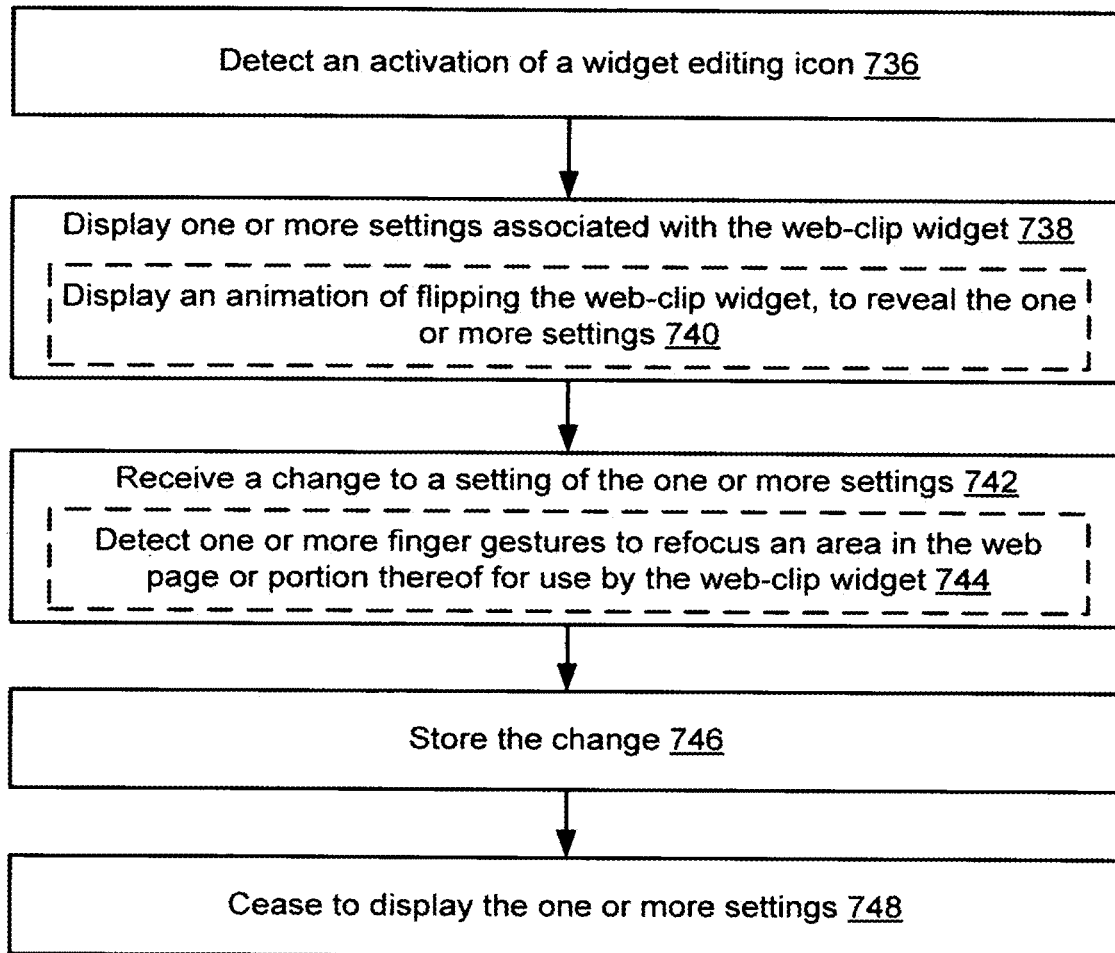 Detect an activation of a widget editing icon 736
Display one or more settings associated with the web-clip widget 738
Display an animation of flipping the web-clip widget, to reveal the one
or more settings 740
Receive a change to a setting of the one or more settings 742
Detect one or more finger gestures to refocus an area in the web
page or portion thereof for use by the web-clip widget 744
Store the change 746
Cease to display the one or more settings 748